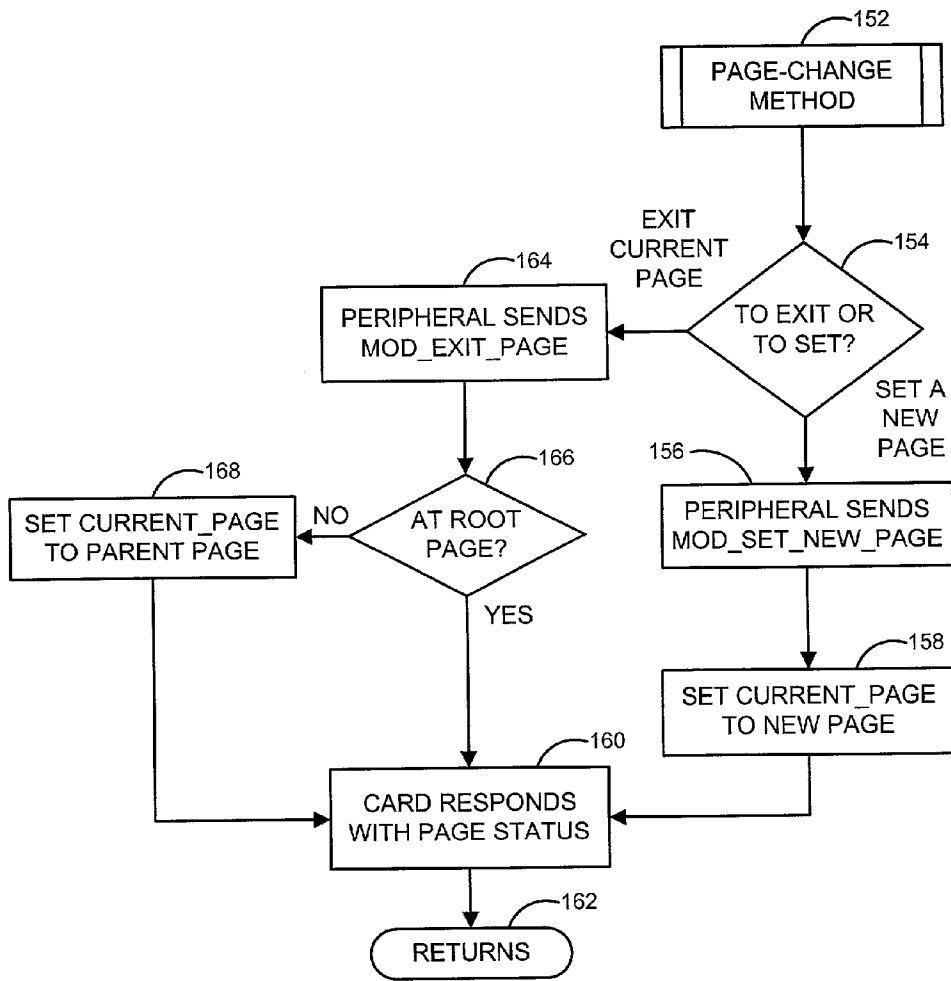 152
PAGE-CHANGE
METHOD
EXIT
CURRENT
PAGE
154
TO EXIT OR
TO SET?
164
PERIPHERAL SENDS
MOD_EXIT_PAGE
SET A
NEW
PAGE
156
PERIPHERAL SENDS
MOD_SET_NEW_PAGE
166
AT ROOT
PAGE?
NO
168
SET CURRENT_PAGE
TO PARENT PAGE
YES
158
SET CURRENT_PAGE
TO NEW PAGE
160
CARD RESPONDS
WITH PAGE STATUS
162
RETURNS